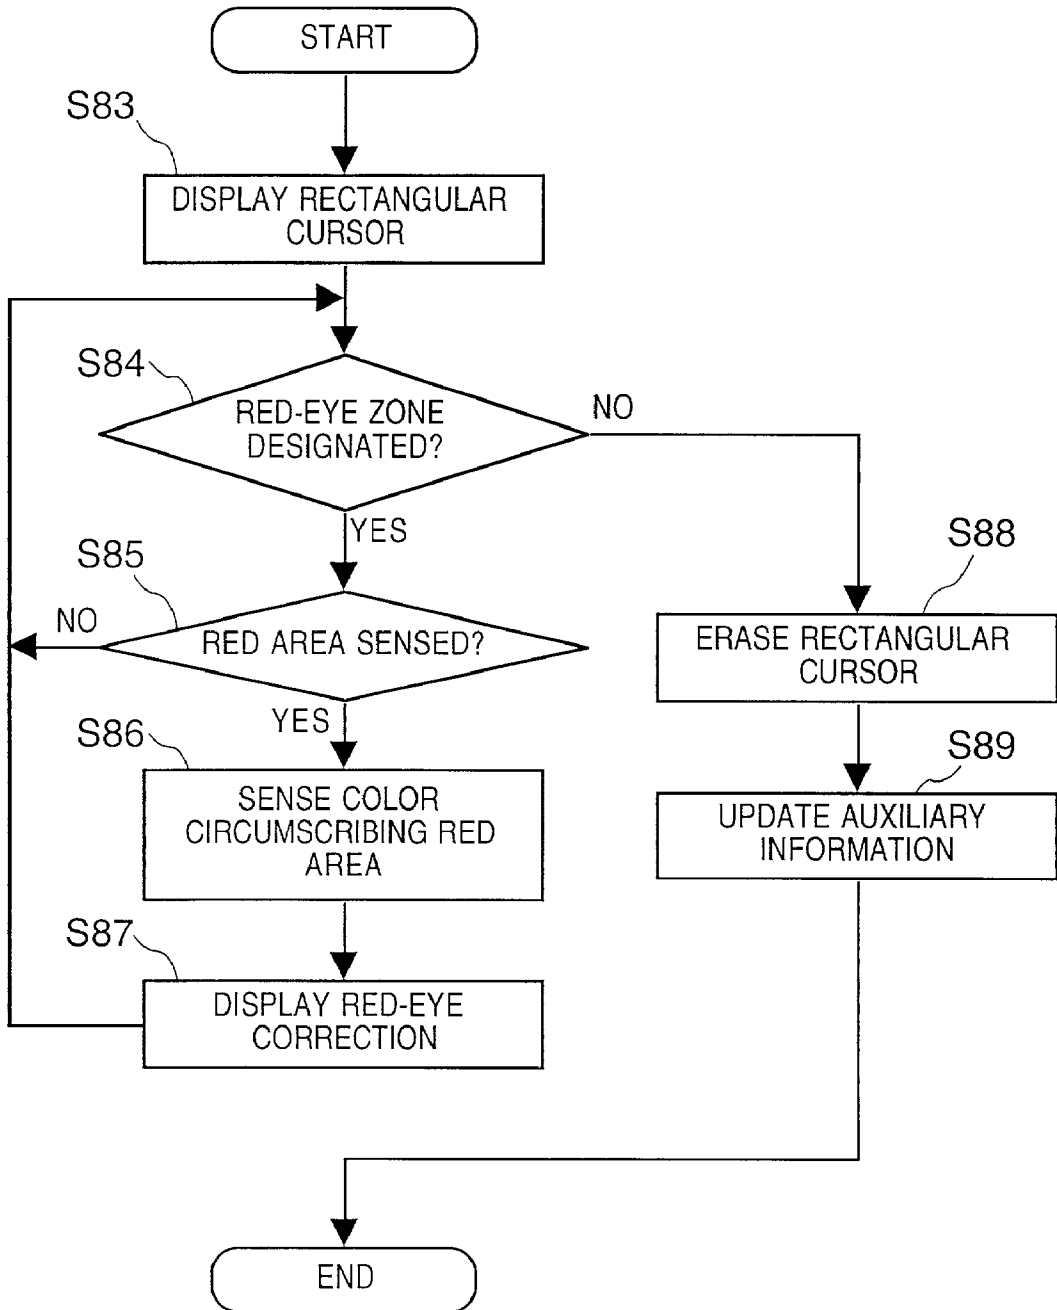 START
S83
DISPLAY RECTANGULAR
CURSOR
S84
RED-EYE ZONE
DESIGNATED?
NO
YES
S85
NO
RED AREA SENSED?
YES
S86
SENSE COLOR
CIRCUMSCRIBING RED
AREA
S87
DISPLAY RED-EYE
CORRECTION
S88
ERASE RECTANGULAR
CURSOR
S89
UPDATE AUXILIARY
INFORMATION
END